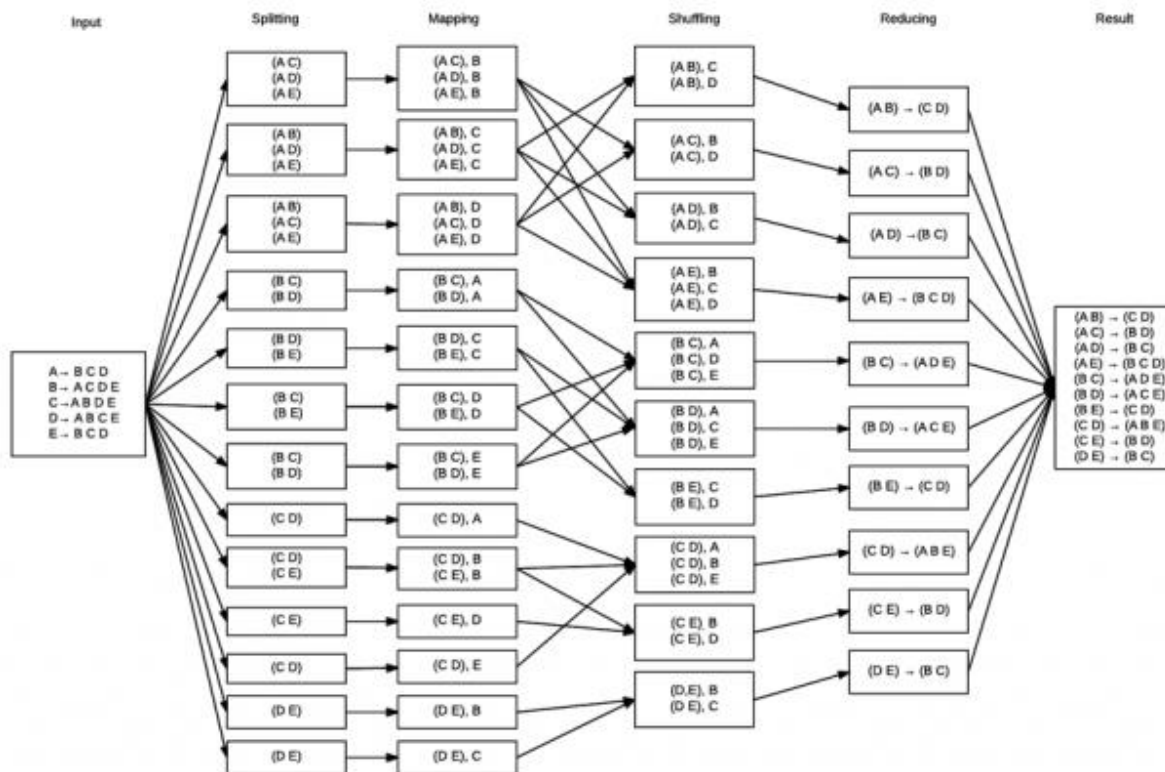 Input
Splitting
Mapping
Shuffling
Reducing
Result
A→ B C D
B→ A C D E
C→A B D E
D→ A B C E
E→ B C D
(A C)
(A D)
(A E)
(A B)
(A D)
(A E)
(A B)
(A C)
(A E)
(B C)
(B D)
(B D)
(B E)
(B C)
(B E)
(B C)
(B D)
(C D)
(C D)
(C E)
(C E)
(C D)
(D E)
(D E)
(A C), B
(A D), B
(A E), B
(A B), C
(A D), C
(A E), C
(A B), D
(A C), D
(A E), D
(B C), A
(B D), A
(B D), C
(B E), C
(B C), D
(B E), D
(B C), E
(B D), E
(C D), A
(C D), B
(C E), B
(C E), D
(C D), E
(D E), B
(D E), C
(A B), C
(A B), D
(A C), B
(A C), D
(A D), B
(A D), C
(A E), B
(A E), C
(A E), D
(B C), A
(B C), D
(B C), E
(B D), A
(B D), C
(B D), E
(B E), C
(B E), D
(C D), A
(C D), B
(C D), E
(C E), B
(C E), D
(D,E), B
(D E), C
(A B) → (C D)
(A C) → (B D)
(A D) →(B C)
(A E) → (B C D)
(B C) → (A D E)
(B D) → (A C E)
(B E) → (C D)
(C D) → (A B E)
(C E) → (B D)
(D E) → (B C)
(A B) → (C D)
(A C) → (B D)
(A D) → (B C)
(A E) → (B C D)
(B C) → (A D E)
(B D) → (A C E)
(B E) → (C D)
(C D) → (A B E)
(C E) → (B D)
(D E) → (B C)